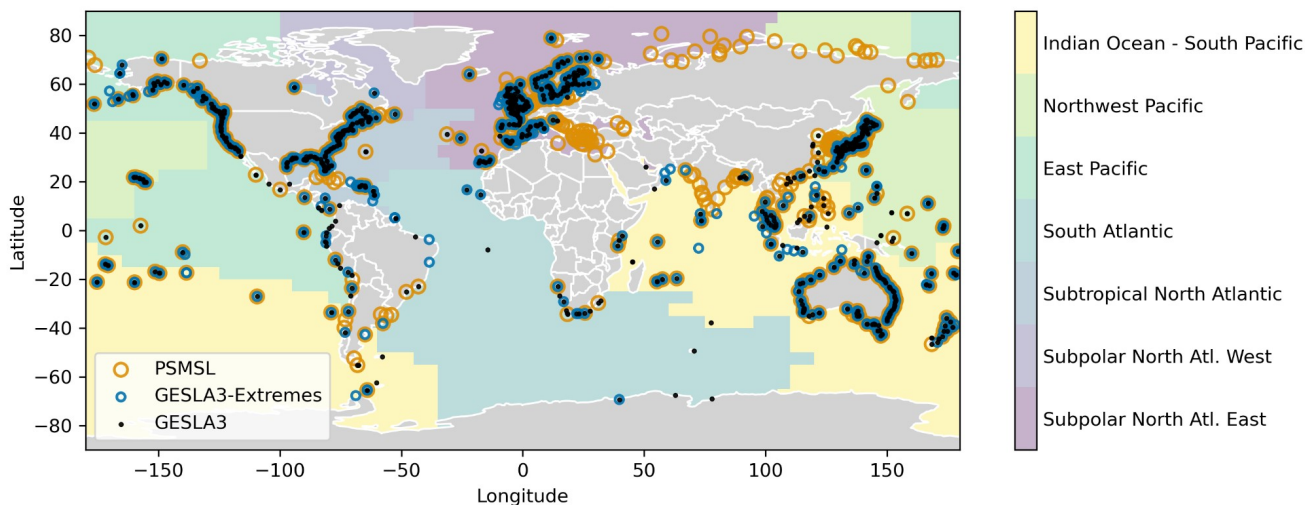 80
60
40
20
0
−20
−40
−60
−80
Latitude
PSMSL
GESLA3-Extremes
GESLA3
−150
−100
−50
0
50
100
150
Longitude
Indian Ocean - South Pacific
Northwest Pacific
East Pacific
South Atlantic
Subtropical North Atlantic
Subpolar North Atl. West
Subpolar North Atl. East